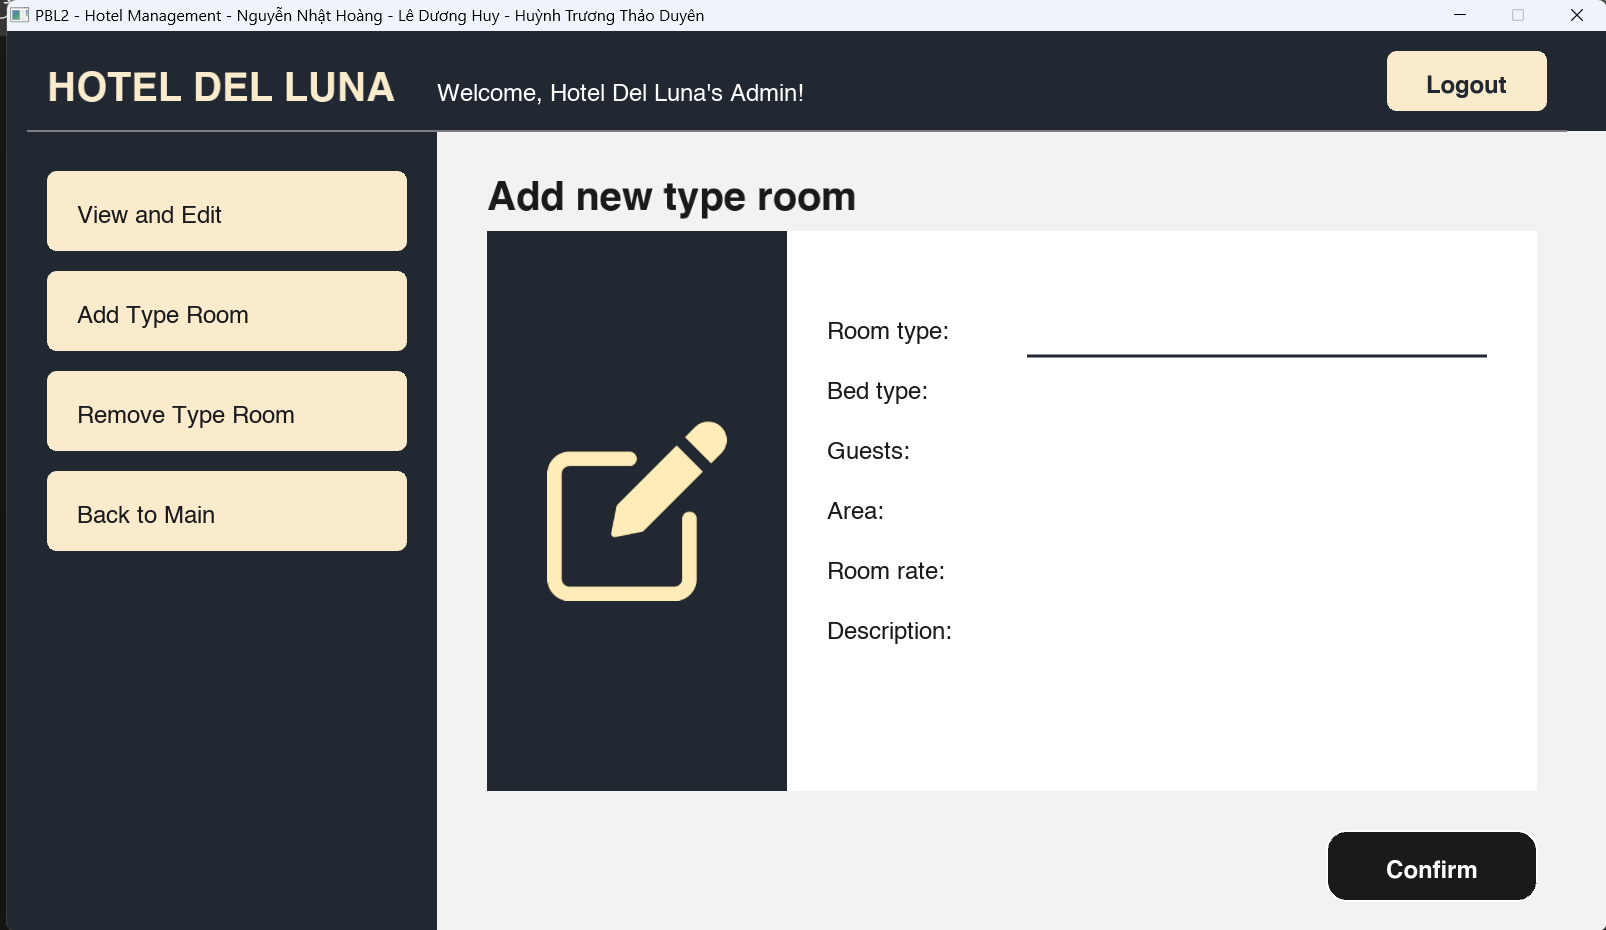 PBL2 - Hotel Management - Nguyễn Nhật Hoàng - Lê Dương Huy - Huỳnh Trương Thảo Duyên
HOTEL DEL LUNA
Welcome, Hotel Del Luna's Admin!
Logout
View and Edit
Add Type Room
Remove Type Room
Back to Main
Add new type room
Room type:
Bed type:
Guests:
Area:
Room rate:
Description:
Confirm